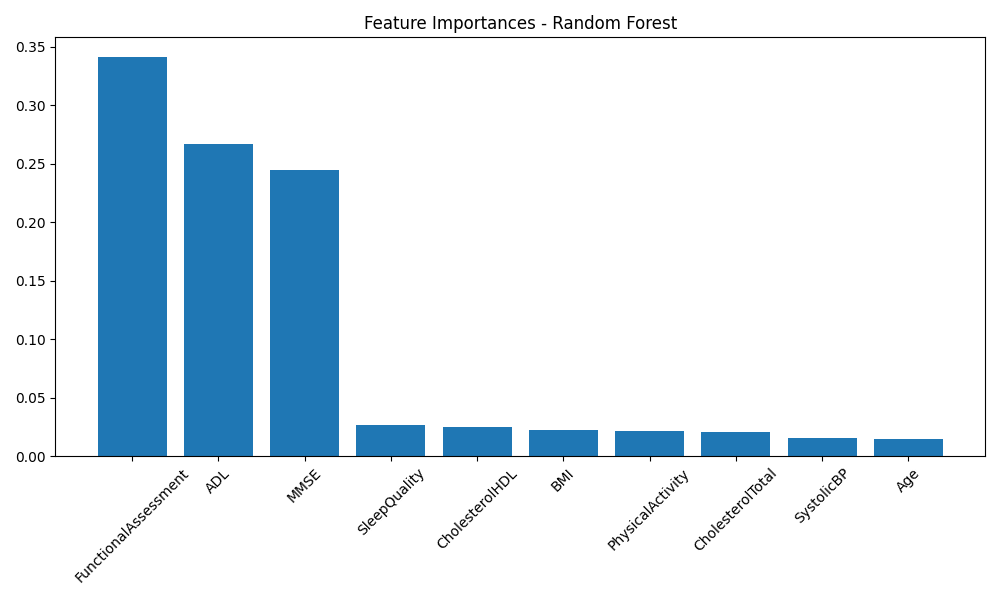 Feature Importances - Random Forest
0.35
0.30
0.25
0.20
0.15
0.10
0.05
0.00
FunctionalAssessment
ADL
MMSE
SleepQuality
CholesterolHDL
BMI
PhysicalActivity
CholesterolTotal
SystolicBP
Age